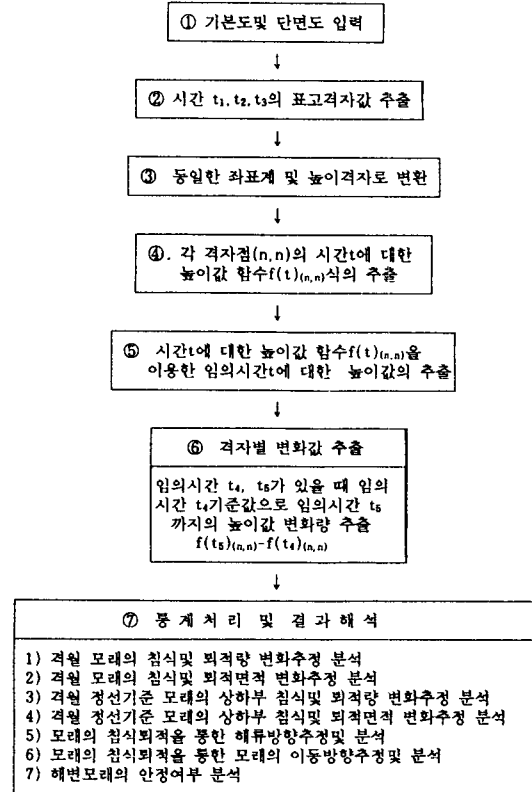 ① 기본도및 단면도 입력
↓
② 시간 t₁, t₂, t₃의 표고격자값 추출
↓
③ 동일한 좌표계 및 높이격자로 변환
↓
④. 각 격자점(n,n)의 시간t에 대한
높이값 함수f(t)₍ₙ,ₙ₎식의 추출
↓
⑤ 시간t에 대한 높이값 함수f(t)₍ₙ,ₙ₎을
이용한 임의시간t에 대한 높이값의 추출
↓
⑥ 격자별 변화값 추출
임의시간 t₄, t₅가 있을 때 임의
시간 t₄기준값으로 임의시간 t₅
까지의 높이값 변화량 추출
f(t₅)₍ₙ,ₙ₎-f(t₄)₍ₙ,ₙ₎
↓
⑦ 통계처리 및 결과해석
1) 격월 모래의 침식및 퇴적량 변화추정 분석
2) 격월 모래의 침식및 퇴적면적 변화추정 분석
3) 격월 정선기준 모래의 상하부 침식및 퇴적량 변화추정 분석
4) 격월 정선기준 모래의 상하부 침식및 퇴적면적 변화추정 분석
5) 모래의 침식퇴적을 통한 해류방향추정및 분석
6) 모래의 침식퇴적을 통한 모래의 이동방향추정및 분석
7) 해변모래의 안정여부 분석